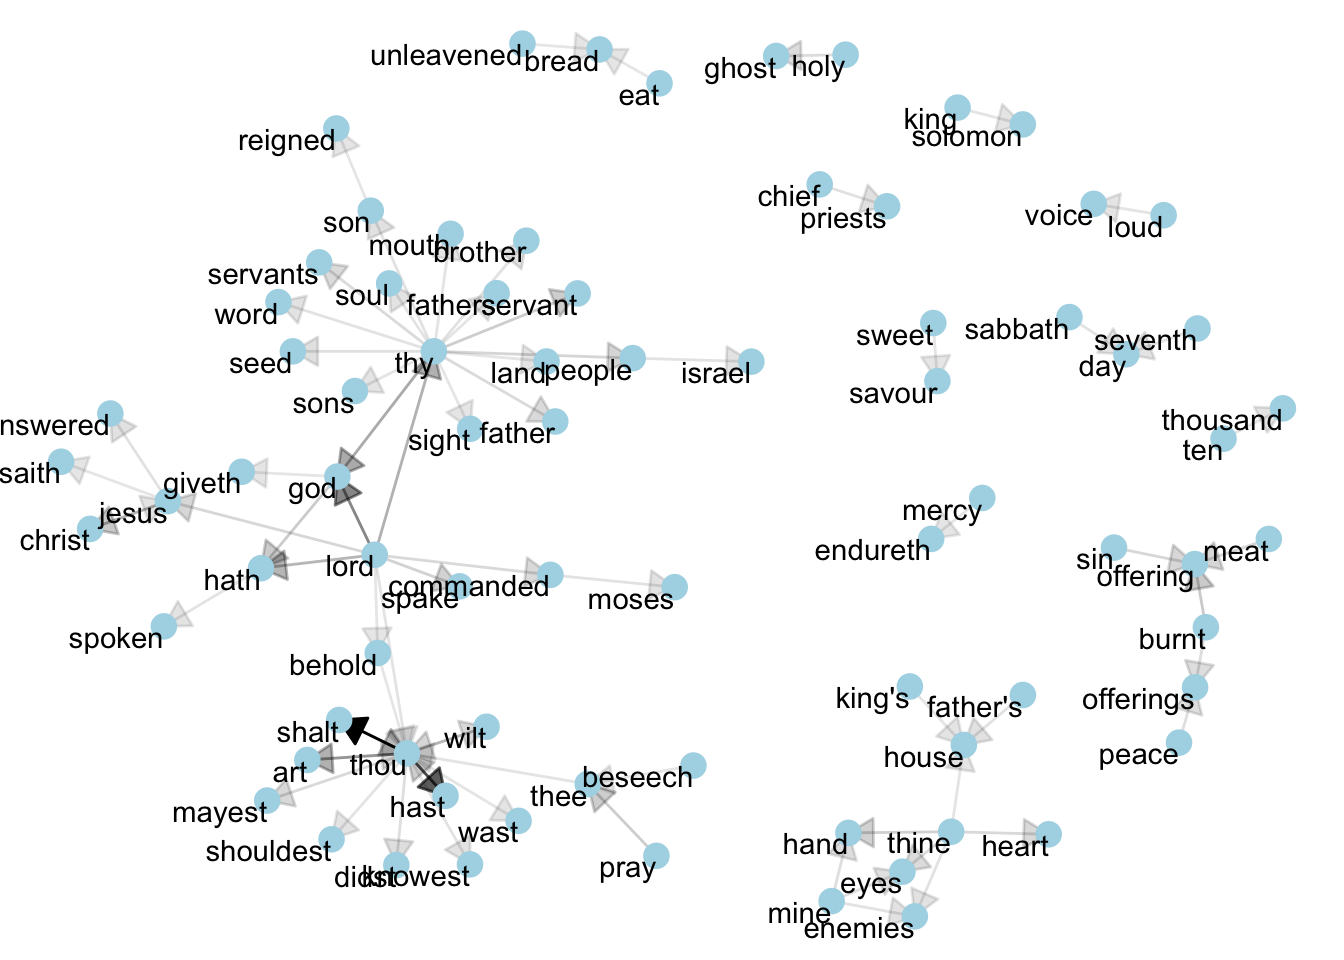 unleavened
bread
eat
ghost
holy
king
solomon
reigned
chief
priests
voice
loud
son
mouth
brother
servants
soul
fathers
servant
word
sweet
sabbath
seventh
day
thy
seed
land
people
israel
savour
sons
sight
father
thousand
ten
nswered
saith
giveth
god
jesus
christ
mercy
endureth
sin
offering
meat
hath
lord
commanded
spake
moses
spoken
burnt
behold
king's
father's
offerings
shalt
wilt
house
peace
art
thou
beseech
thee
mayest
hast
wast
shouldest
pray
hand
thine
heart
didst
knowest
eyes
mine
enemies